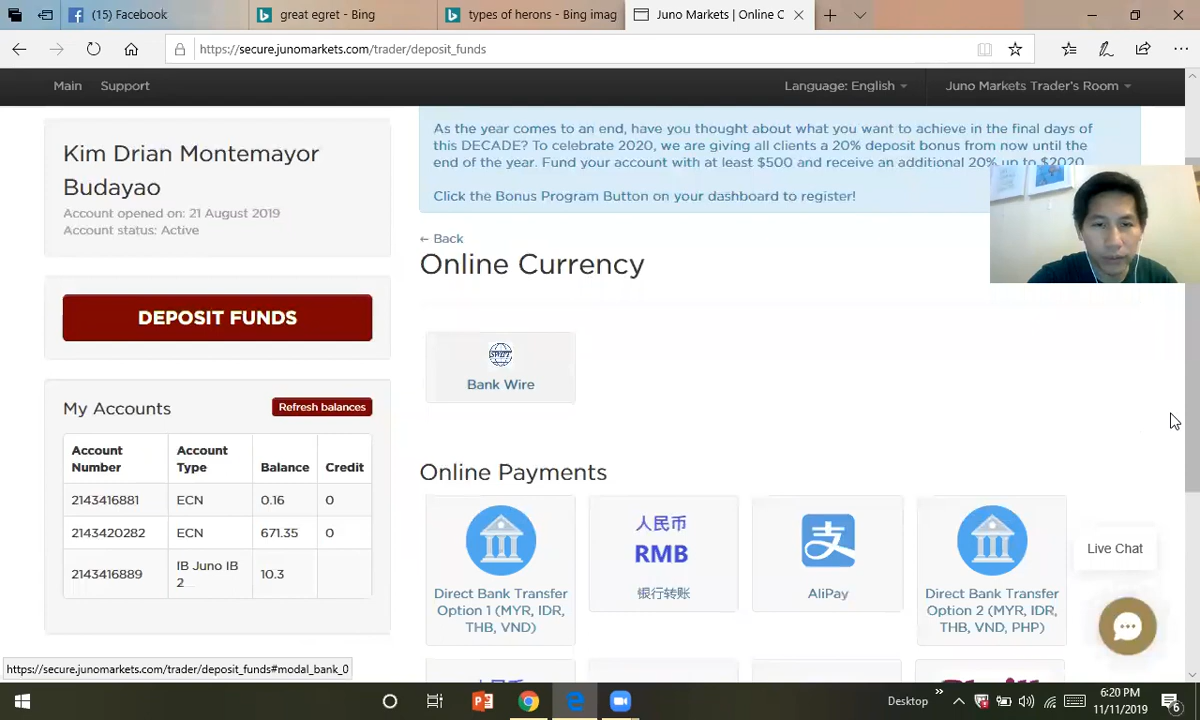 (15) Facebook
great egret - Bing
types of herons - Bing imag
Juno Markets | Online C
https://secure.junomarkets.com/trader/deposit_funds
Main Support
Language: English
Juno Markets Trader's Room
Kim Drian Montemayor
Budayao
Account opened on: 21 August 2019
Account status: Active
DEPOSIT FUNDS
My Accounts
Refresh balances
Account Number Account Type Balance Credit
2143416881 ECN 0.16 0
2143420282 ECN 671.35 0
2143416889 IB Juno IB 2 10.3
As the year comes to an end, have you thought about what you want to achieve in the final days of
this DECADE? To celebrate 2020, we are giving all clients a 20% deposit bonus from now until the
end of the year. Fund your account with at least $500 and receive an additional 20% up to $2020.
Click the Bonus Program Button on your dashboard to register!
← Back
Online Currency
SWIFT
Bank Wire
Online Payments
Direct Bank Transfer
Option 1 (MYR, IDR,
THB, VND)
人民币
RMB
银行转账
支
AliPay
Direct Bank Transfer
Option 2 (MYR, IDR,
THB, VND, PHP)
Live Chat
https://secure.junomarkets.com/trader/deposit_funds#modal_bank_0
Desktop
6:20 PM
11/11/2019
6